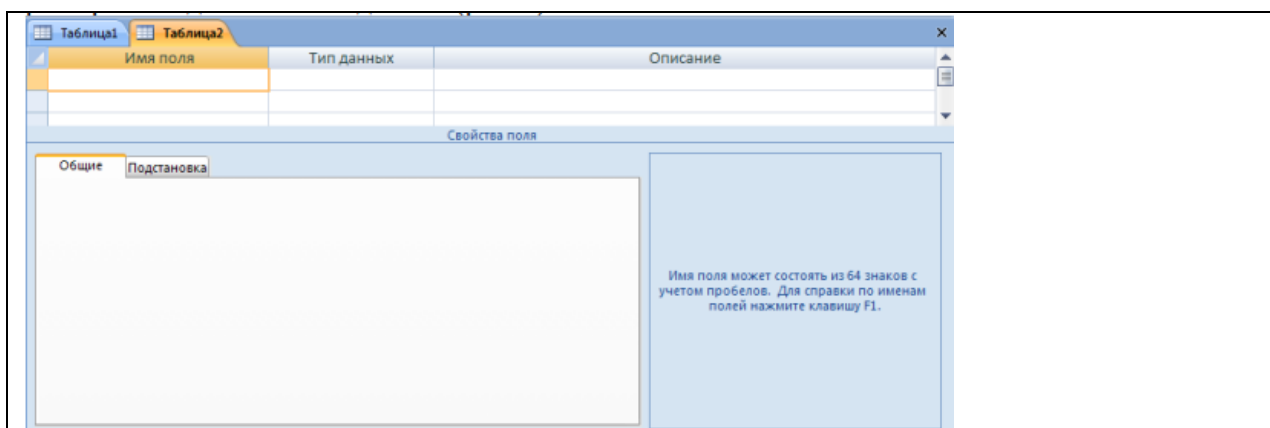 Таблица1 Таблица2
Имя поля Тип данных Описание
Свойства поля
Общие Подстановка
Имя поля может состоять из 64 знаков с
учетом пробелов. Для справки по именам
полей нажмите клавишу F1.